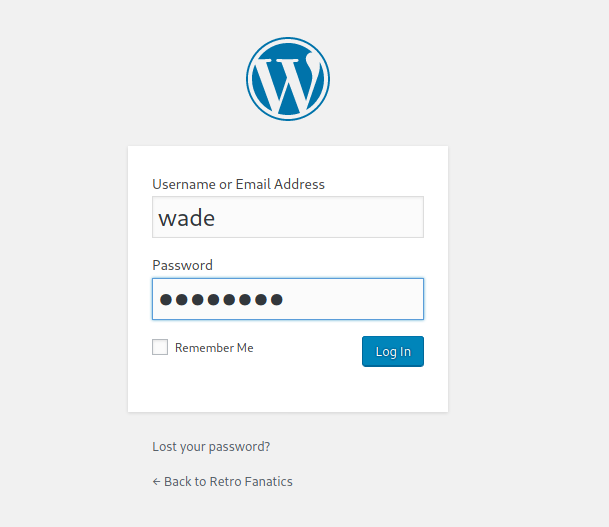 Username or Email Address
wade
Password
●●●●●●●●
Remember Me
Log In
Lost your password?
← Back to Retro Fanatics